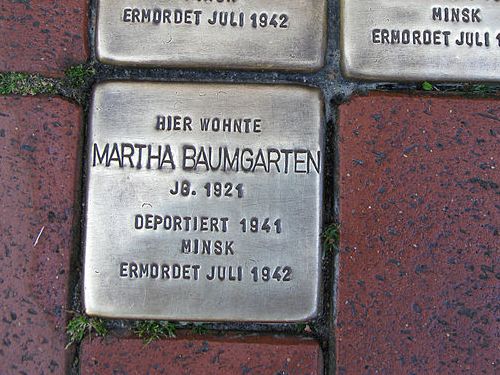 ERMORDET JULI 1942
MINSK
ERMORDET JULI 1
HIER WOHNTE
MARTHA BAUMGARTEN
JG. 1921
DEPORTIERT 1941
MINSK
ERMORDET JULI 1942